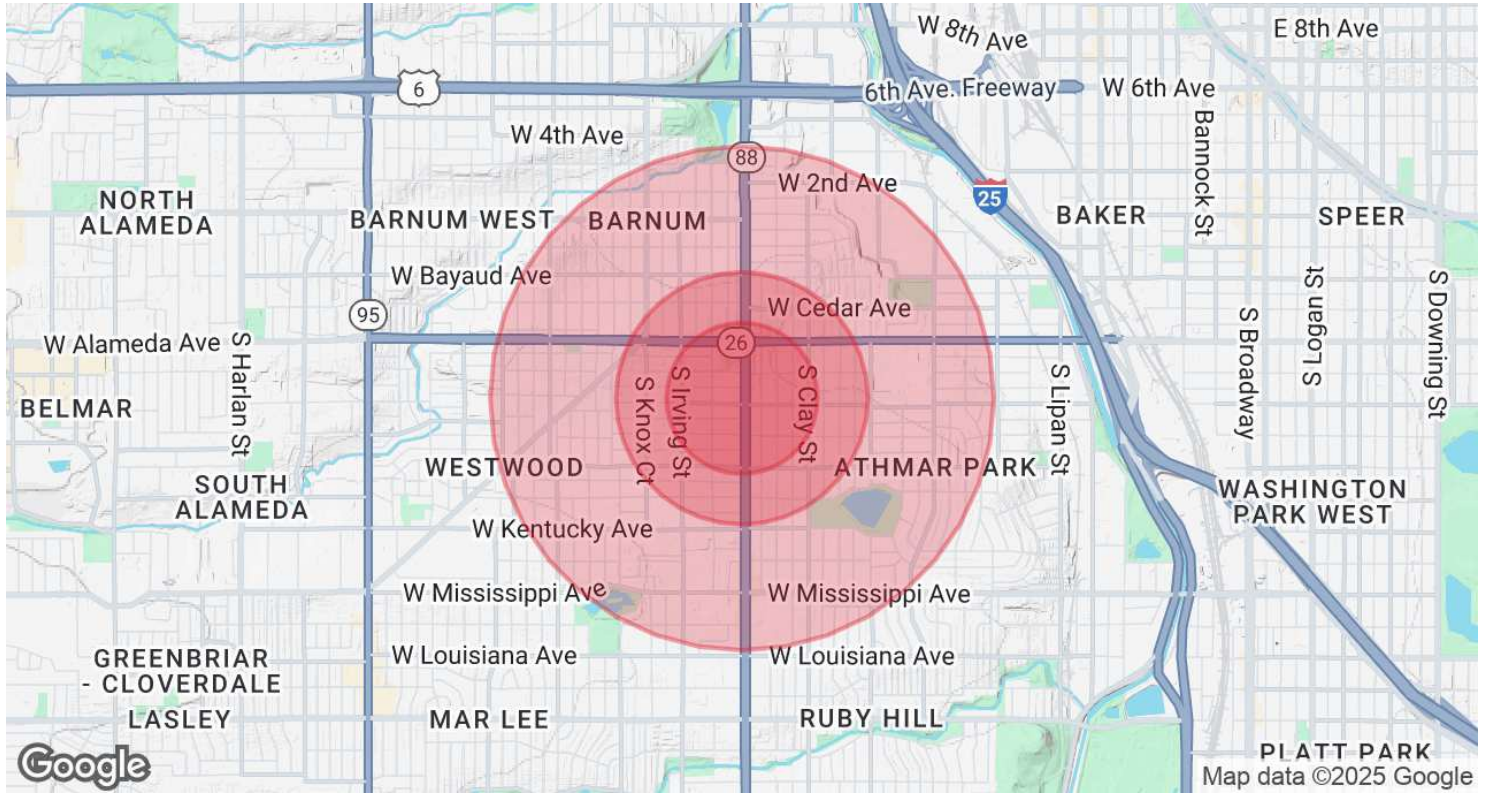 W 8th Ave
E 8th Ave
6
6th Ave. Freeway
W 6th Ave
W 4th Ave
Bannock St
88
W 2nd Ave
25
NORTH
ALAMEDA
BARNUM WEST
BARNUM
BAKER
SPEER
W Bayaud Ave
W Cedar Ave
95
26
W Alameda Ave
S Harlan St
S Knox Ct
S Irving St
S Clay St
S Lipan St
S Broadway
S Logan St
S Downing St
BELMAR
WESTWOOD
ATHMAR PARK
SOUTH
ALAMEDA
WASHINGTON
PARK WEST
W Kentucky Ave
W Mississippi Ave
W Mississippi Ave
W Louisiana Ave
W Louisiana Ave
GREENBRIAR
- CLOVERDALE
LASLEY
MAR LEE
RUBY HILL
PLATT PARK
Google
Map data ©2025 Google